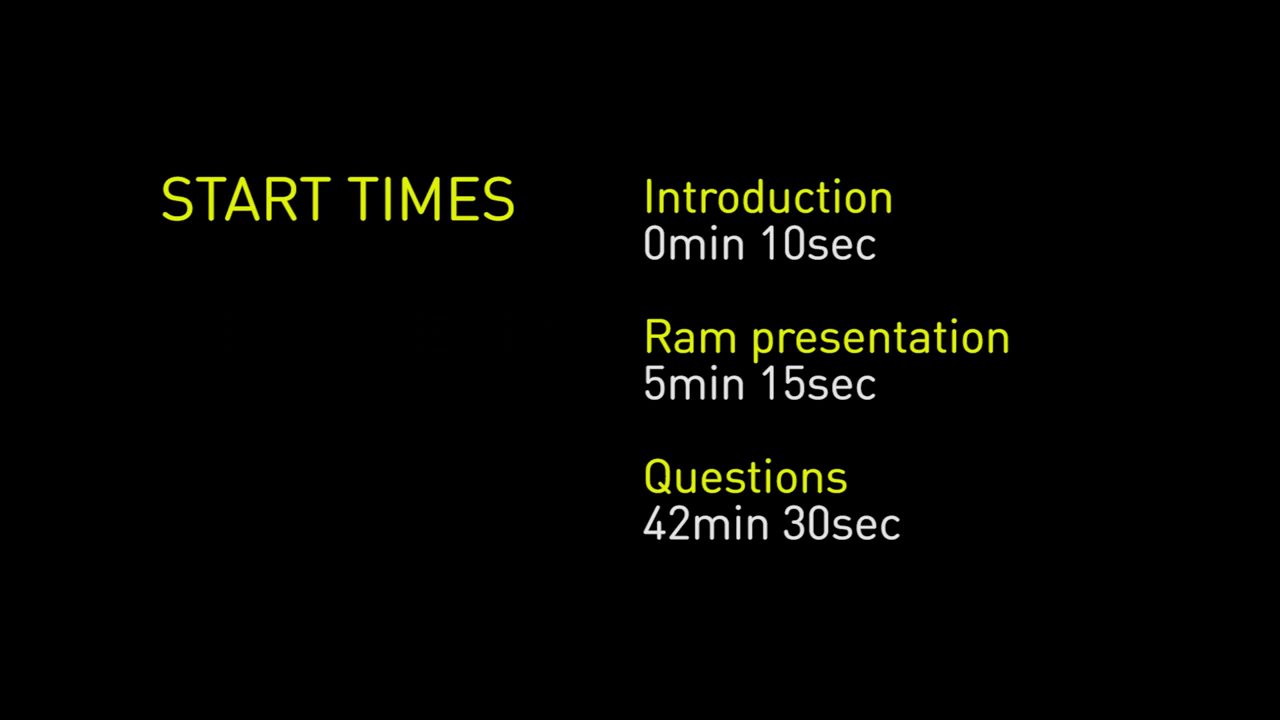 START TIMES
Introduction
0min 10sec
Ram presentation
5min 15sec
Questions
42min 30sec